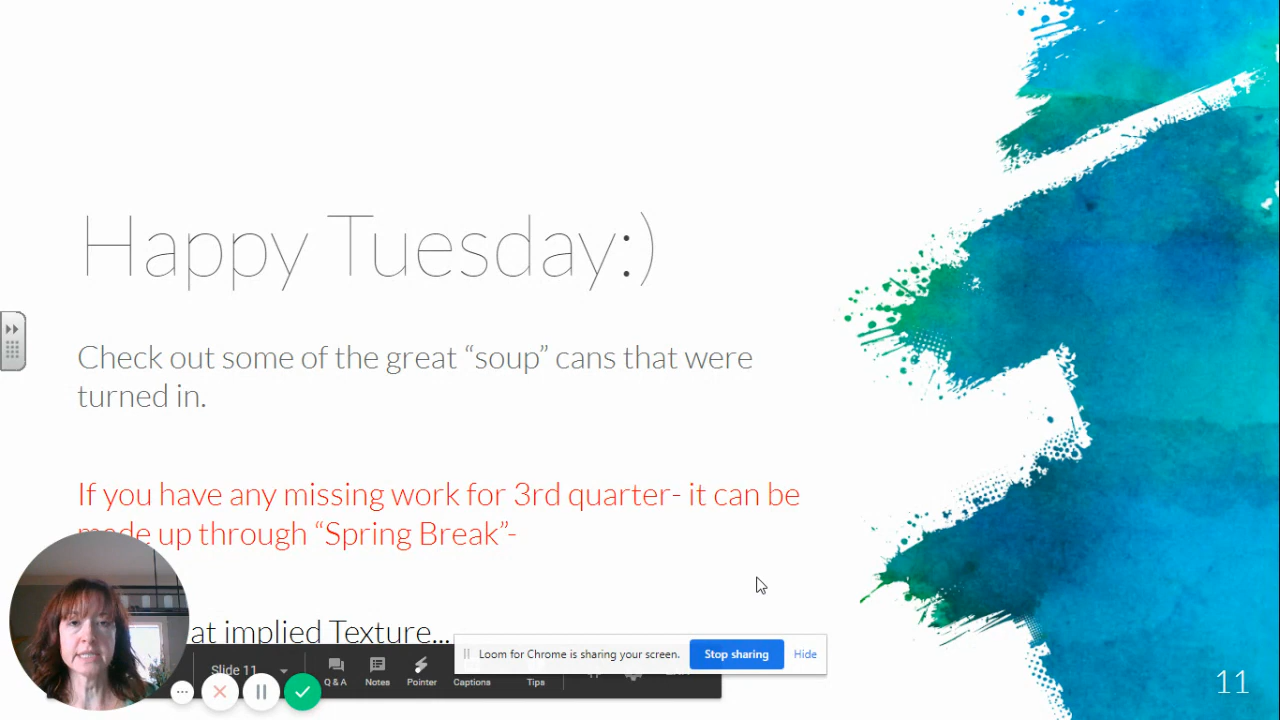 Happy Tuesday:)
Check out some of the great “soup” cans that were
turned in.
If you have any missing work for 3rd quarter- it can be
made up through “Spring Break”-
at implied Texture...
Loom for Chrome is sharing your screen. Stop sharing Hide
Slide 11
Q & A Notes Pointer Captions Tips
11